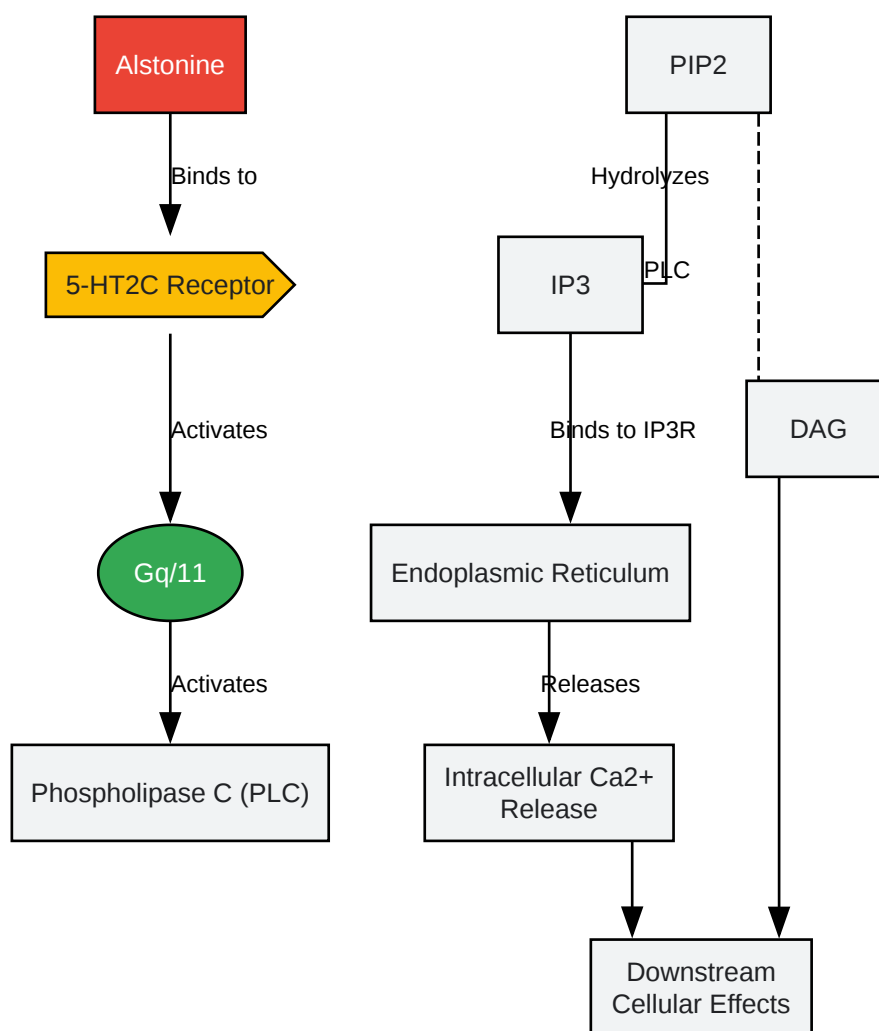 Alstonine
PIP2
Binds to
Hydrolyzes
5-HT2C Receptor
IP3
PLC
Activates
Binds to IP3R
DAG
Gq/11
Endoplasmic Reticulum
Activates
Releases
Phospholipase C (PLC)
Intracellular Ca2+
Release
Downstream
Cellular Effects